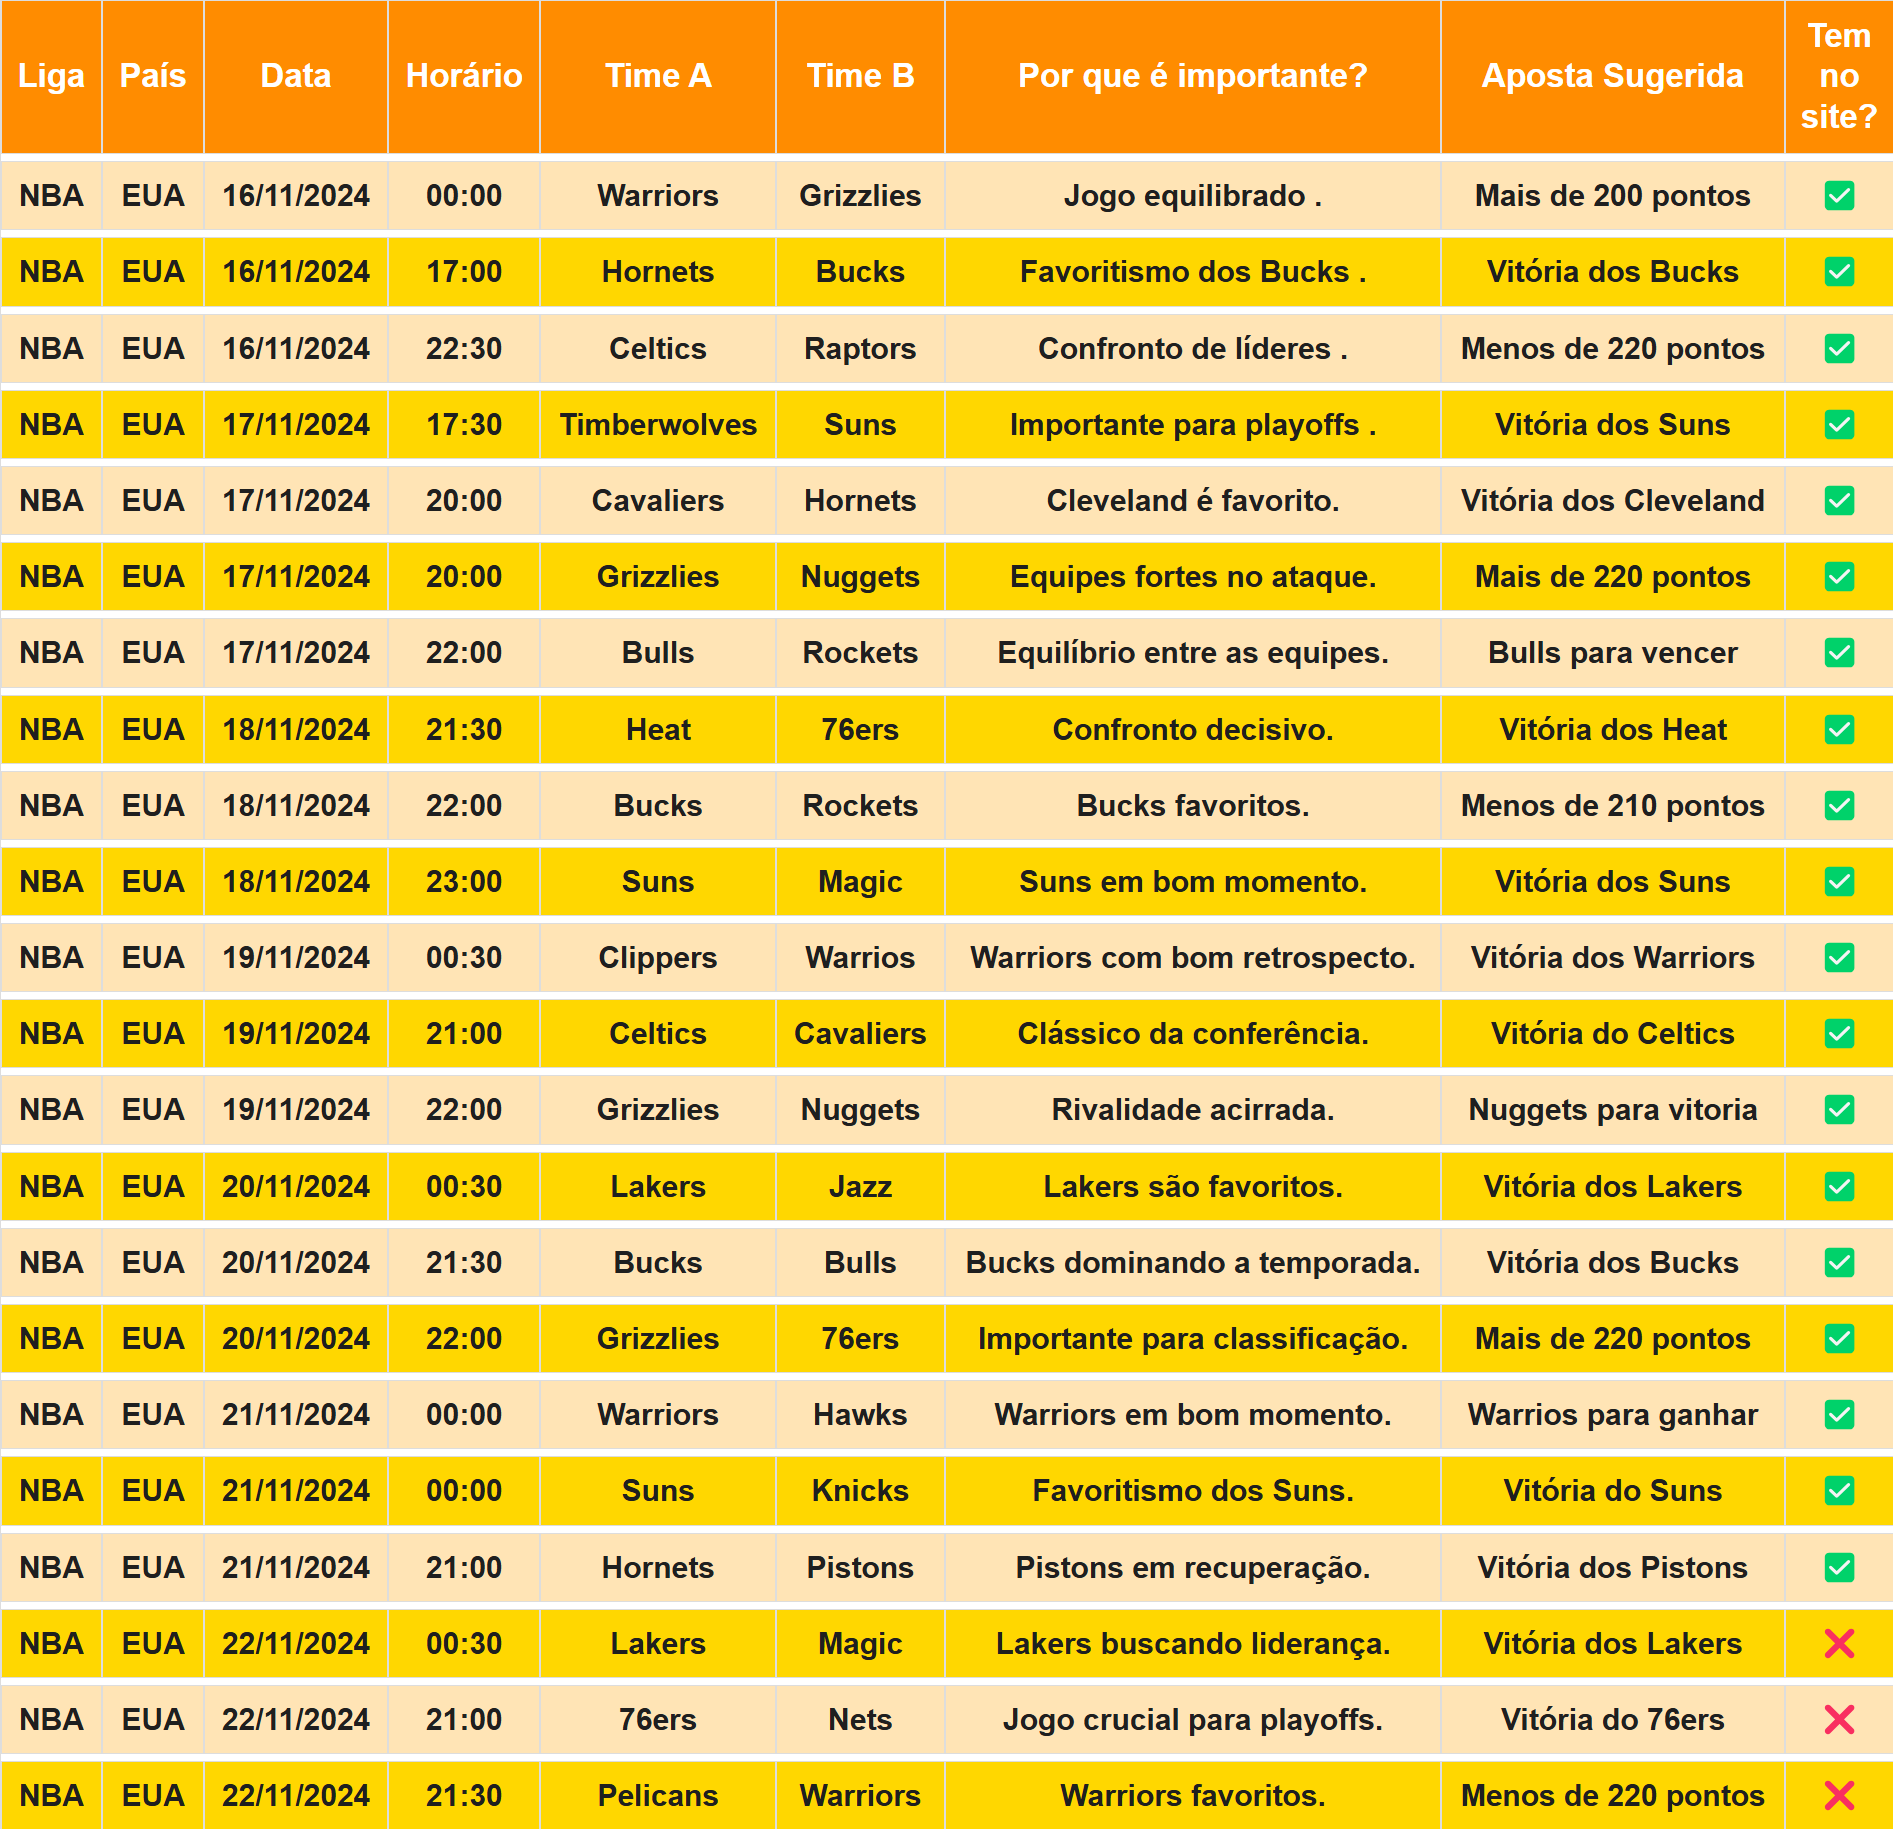 Liga País Data Horário Time A Time B Por que é importante? Aposta Sugerida Tem no site?
NBA EUA 16/11/2024 00:00 Warriors Grizzlies Jogo equilibrado . Mais de 200 pontos ✅
NBA EUA 16/11/2024 17:00 Hornets Bucks Favoritismo dos Bucks . Vitória dos Bucks ✅
NBA EUA 16/11/2024 22:30 Celtics Raptors Confronto de líderes . Menos de 220 pontos ✅
NBA EUA 17/11/2024 17:30 Timberwolves Suns Importante para playoffs . Vitória dos Suns ✅
NBA EUA 17/11/2024 20:00 Cavaliers Hornets Cleveland é favorito. Vitória dos Cleveland ✅
NBA EUA 17/11/2024 20:00 Grizzlies Nuggets Equipes fortes no ataque. Mais de 220 pontos ✅
NBA EUA 17/11/2024 22:00 Bulls Rockets Equilíbrio entre as equipes. Bulls para vencer ✅
NBA EUA 18/11/2024 21:30 Heat 76ers Confronto decisivo. Vitória dos Heat ✅
NBA EUA 18/11/2024 22:00 Bucks Rockets Bucks favoritos. Menos de 210 pontos ✅
NBA EUA 18/11/2024 23:00 Suns Magic Suns em bom momento. Vitória dos Suns ✅
NBA EUA 19/11/2024 00:30 Clippers Warrios Warriors com bom retrospecto. Vitória dos Warriors ✅
NBA EUA 19/11/2024 21:00 Celtics Cavaliers Clássico da conferência. Vitória do Celtics ✅
NBA EUA 19/11/2024 22:00 Grizzlies Nuggets Rivalidade acirrada. Nuggets para vitoria ✅
NBA EUA 20/11/2024 00:30 Lakers Jazz Lakers são favoritos. Vitória dos Lakers ✅
NBA EUA 20/11/2024 21:30 Bucks Bulls Bucks dominando a temporada. Vitória dos Bucks ✅
NBA EUA 20/11/2024 22:00 Grizzlies 76ers Importante para classificação. Mais de 220 pontos ✅
NBA EUA 21/11/2024 00:00 Warriors Hawks Warriors em bom momento. Warrios para ganhar ✅
NBA EUA 21/11/2024 00:00 Suns Knicks Favoritismo dos Suns. Vitória do Suns ✅
NBA EUA 21/11/2024 21:00 Hornets Pistons Pistons em recuperação. Vitória dos Pistons ✅
NBA EUA 22/11/2024 00:30 Lakers Magic Lakers buscando liderança. Vitória dos Lakers ❌
NBA EUA 22/11/2024 21:00 76ers Nets Jogo crucial para playoffs. Vitória do 76ers ❌
NBA EUA 22/11/2024 21:30 Pelicans Warriors Warriors favoritos. Menos de 220 pontos ❌